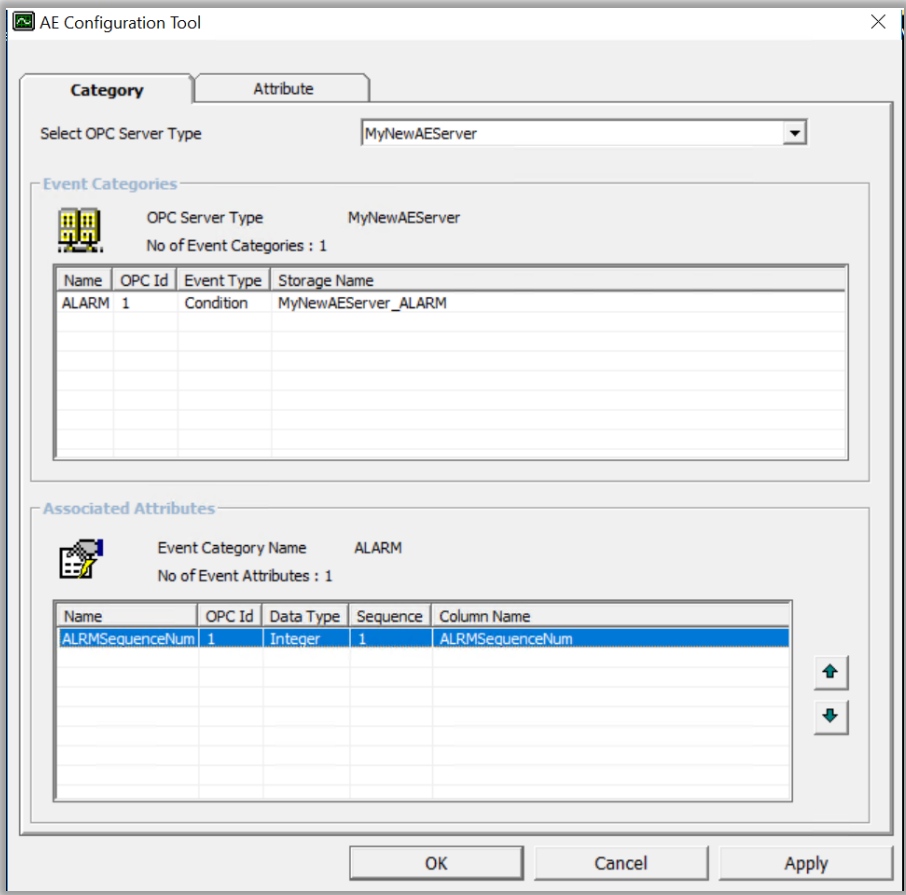 AE Configuration Tool
Category Attribute
Select OPC Server Type MyNewAEServer
Event Categories
OPC Server Type MyNewAEServer
No of Event Categories : 1
Name OPC Id Event Type Storage Name
ALARM 1 Condition MyNewAEServer_ALARM
Associated Attributes
Event Category Name ALARM
No of Event Attributes : 1
Name OPC Id Data Type Sequence Column Name
ALRMSequenceNum 1 Integer 1 ALRMSequenceNum
OK Cancel Apply